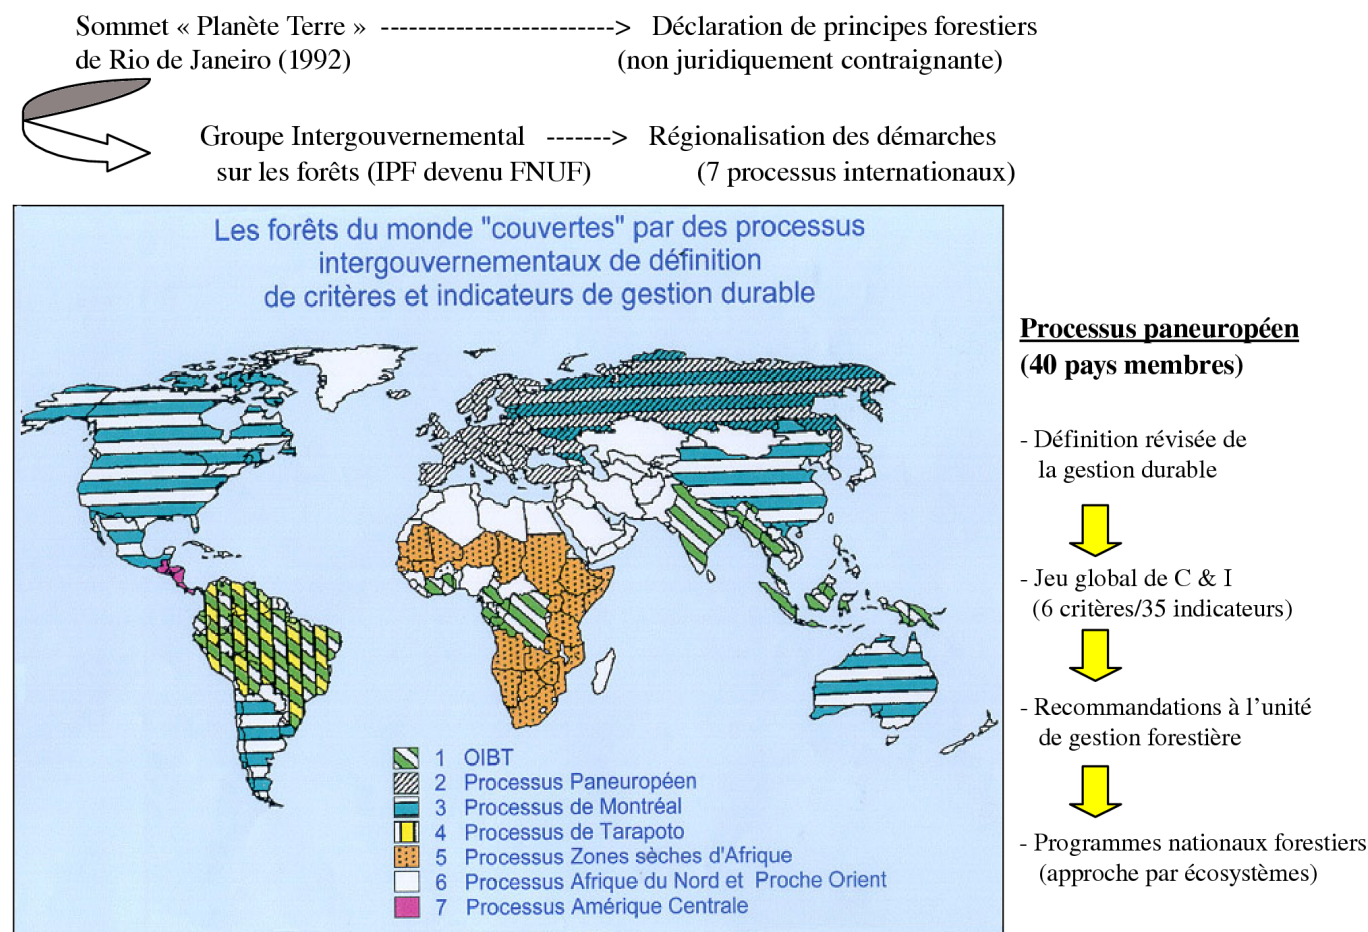 Sommet « Planète Terre » ----------------------------> Déclaration de principes forestiers
de Rio de Janeiro (1992) (non juridiquement contraignante)
Groupe Intergouvernemental -------> Régionalisation des démarches
sur les forêts (IPF devenu FNUF) (7 processus internationaux)
Les forêts du monde "couvertes" par des processus
intergouvernementaux de définition
de critères et indicateurs de gestion durable
1 OIBT
2 Processus Paneuropéen
3 Processus de Montréal
4 Processus de Tarapoto
5 Processus Zones sèches d'Afrique
6 Processus Afrique du Nord et Proche Orient
7 Processus Amérique Centrale
Processus paneuropéen
(40 pays membres)
- Définition révisée de
la gestion durable
- Jeu global de C & I
(6 critères/35 indicateurs)
- Recommandations à l’unité
de gestion forestière
- Programmes nationaux forestiers
(approche par écosystèmes)